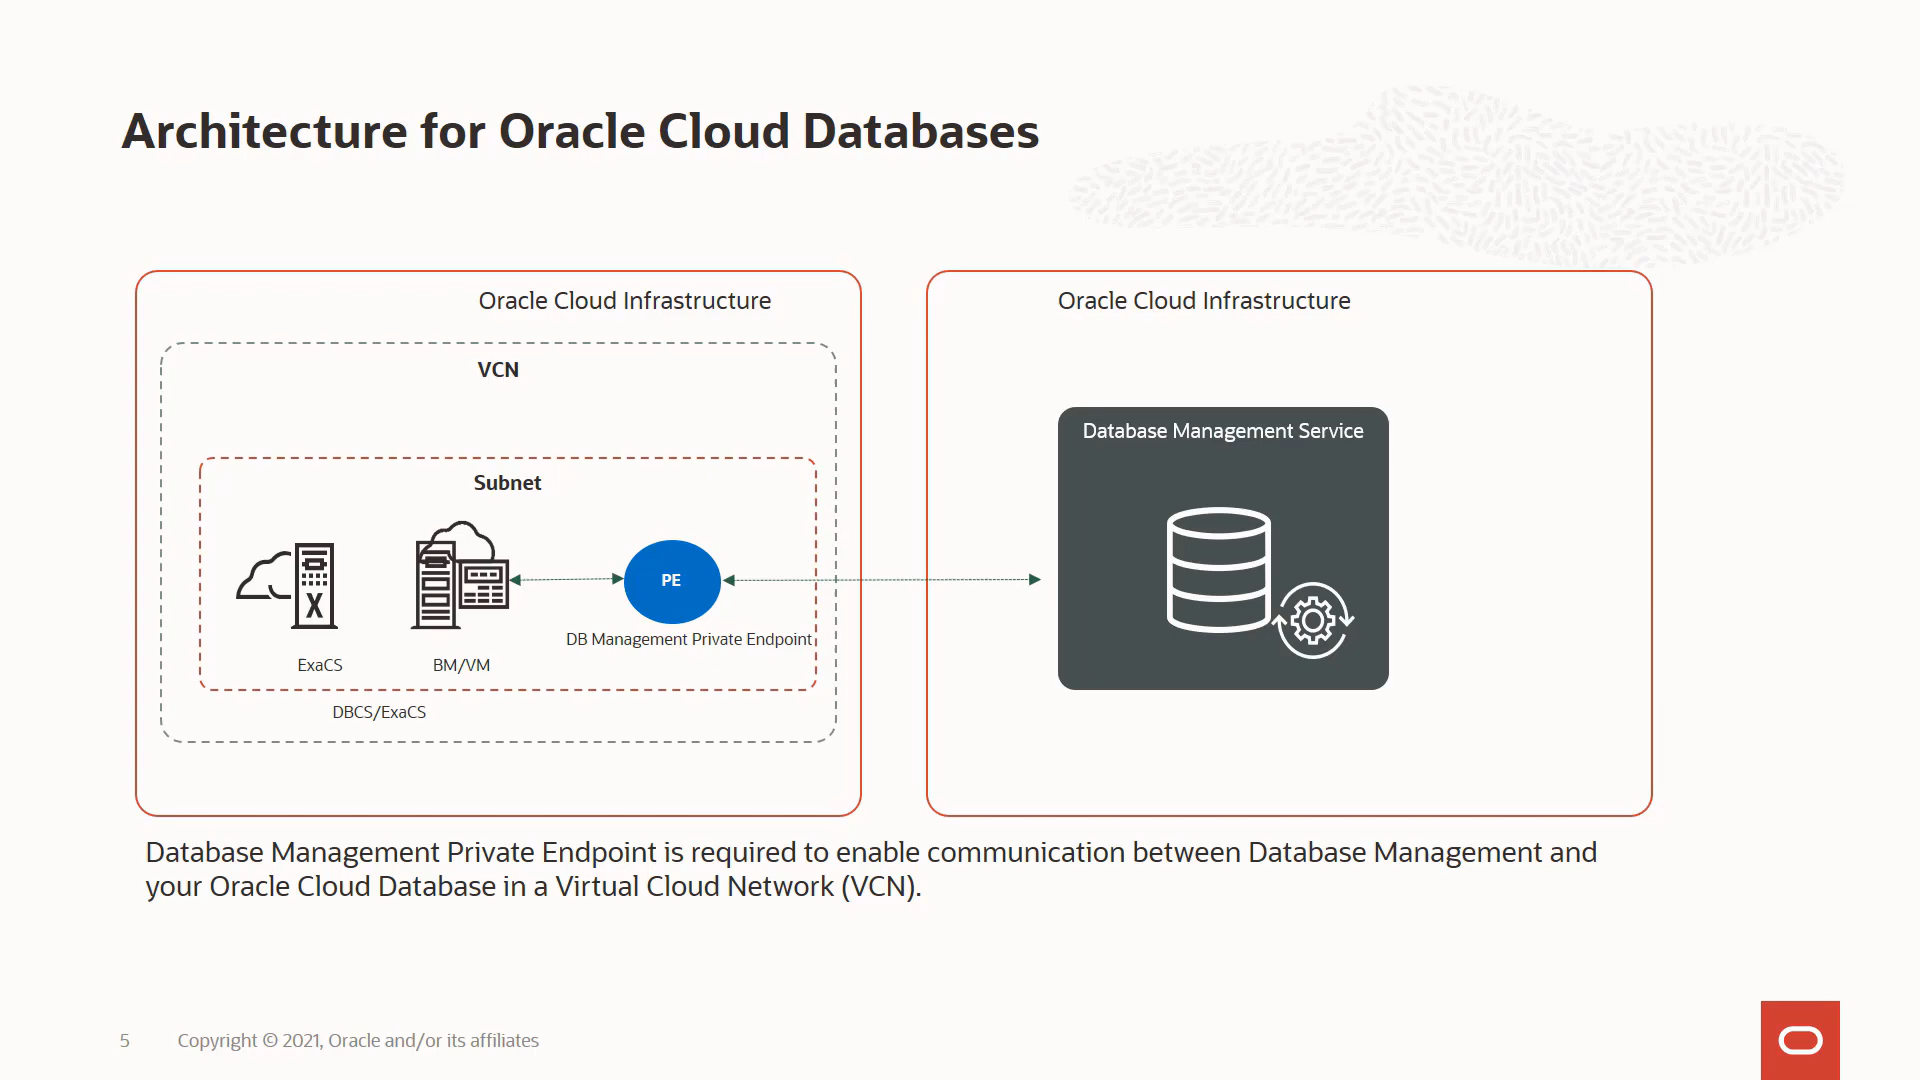 Architecture for Oracle Cloud Databases
Oracle Cloud Infrastructure
VCN
Subnet
PE
DB Management Private Endpoint
ExaCS
BM/VM
DBCS/ExaCS
Oracle Cloud Infrastructure
Database Management Service
Database Management Private Endpoint is required to enable communication between Database Management and
your Oracle Cloud Database in a Virtual Cloud Network (VCN).
5
Copyright © 2021, Oracle and/or its affiliates